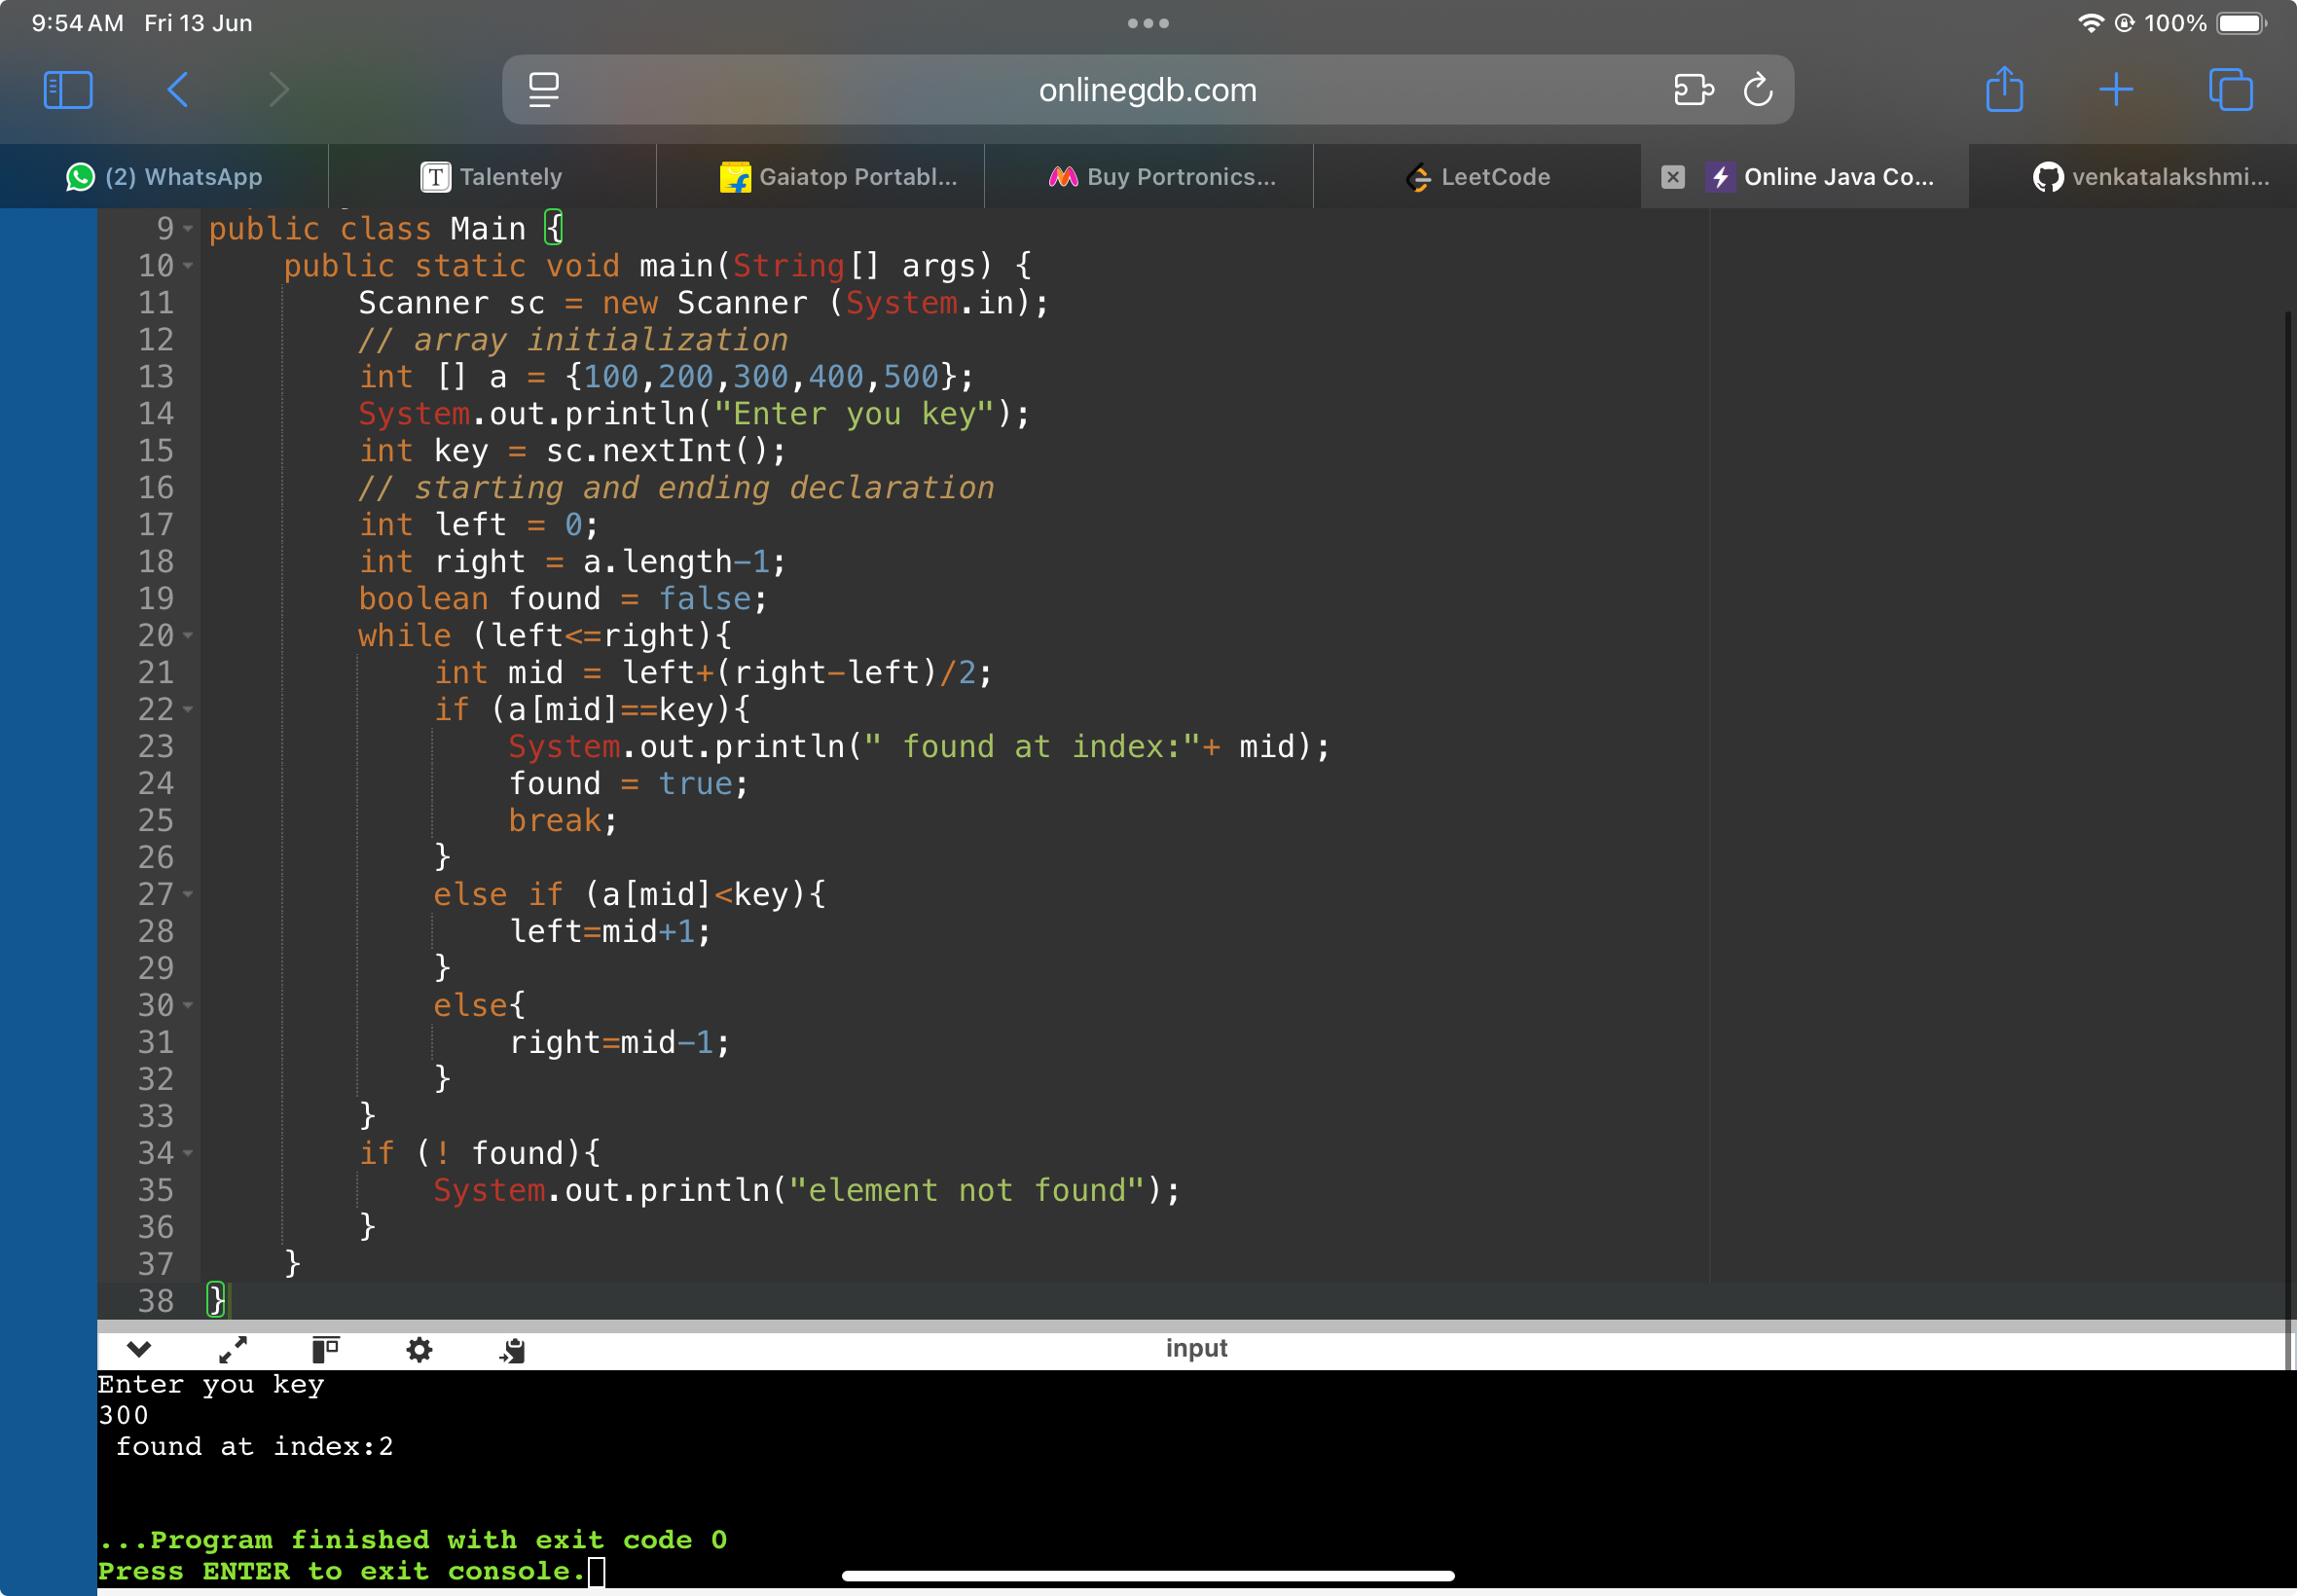 9:54 AM Fri 13 Jun
100%
onlinegdb.com
(2) WhatsApp
T Talentely
Gaiatop Portabl...
Buy Portronics...
LeetCode
Online Java Co...
venkatalakshmi...
9 public class Main {
10     public static void main(String[] args) {
11         Scanner sc = new Scanner (System.in);
12         // array initialization
13         int [] a = {100,200,300,400,500};
14         System.out.println("Enter you key");
15         int key = sc.nextInt();
16         // starting and ending declaration
17         int left = 0;
18         int right = a.length-1;
19         boolean found = false;
20         while (left<=right){
21             int mid = left+(right-left)/2;
22             if (a[mid]==key){
23                 System.out.println(" found at index:"+ mid);
24                 found = true;
25                 break;
26             }
27             else if (a[mid]<key){
28                 left=mid+1;
29             }
30             else{
31                 right=mid-1;
32             }
33         }
34         if (! found){
35             System.out.println("element not found");
36         }
37     }
38 }
input
Enter you key
300
 found at index:2
...Program finished with exit code 0
Press ENTER to exit console.